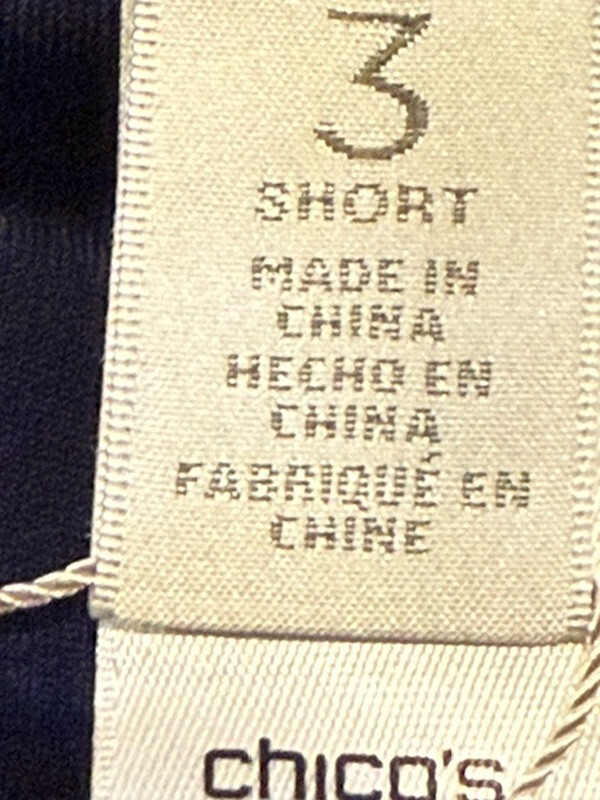 3
SHORT
MADE IN
CHINA
HECHO EN
CHINA
FABRIQUÉ EN
CHINE
chico's